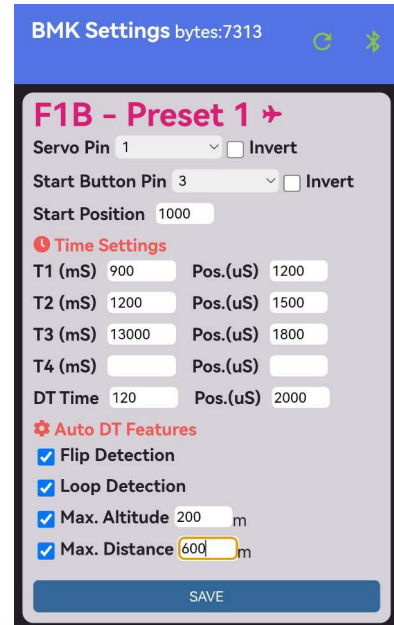 BMK Settings bytes:7313
F1B - Preset 1
Servo Pin 1 Invert
Start Button Pin 3 Invert
Start Position 1000
Time Settings
T1 (mS) 900 Pos.(uS) 1200
T2 (mS) 1200 Pos.(uS) 1500
T3 (mS) 13000 Pos.(uS) 1800
T4 (mS) Pos.(uS)
DT Time 120 Pos.(uS) 2000
Auto DT Features
Flip Detection
Loop Detection
Max. Altitude 200 m
Max. Distance 600 m
SAVE